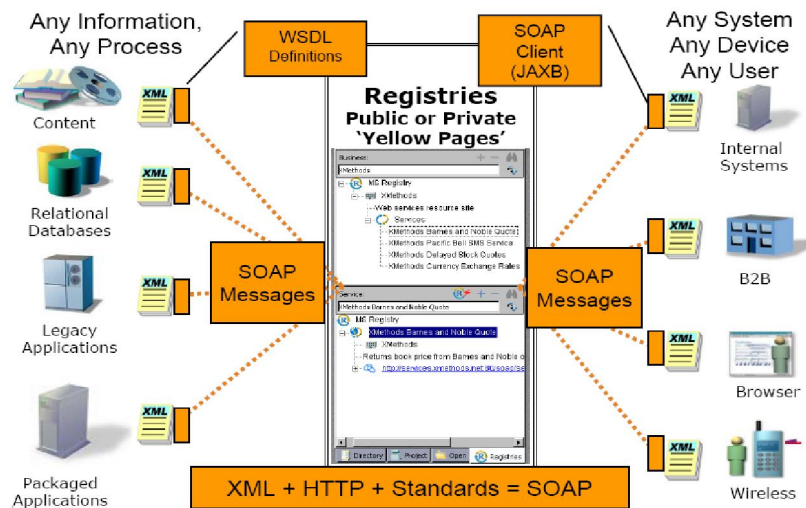 Any Information,
Any Process
WSDL
Definitions
SOAP
Client
(JAXB)
Any System
Any Device
Any User
XML
Content
XML
Relational
Databases
XML
Legacy
Applications
XML
Packaged
Applications
SOAP
Messages
Registries
Public or Private
'Yellow Pages'
Business:
XMethods
MS Registry
XMethods
Web services resource site
Services
XMethods Barnes and Noble Quote
XMethods Pacific Bell SMS Service
XMethods Delayed Stock Quotes
XMethods Currency Exchange Rates
Service:
XMethods Barnes and Noble Quote
MS Registry
XMethods Barnes and Noble Quote
XMethods
Returns book price from Barnes and Noble o
Directory Project Open Registries
SOAP
Messages
XML
Internal
Systems
XML
B2B
XML
Browser
XML
Wireless
XML + HTTP + Standards = SOAP